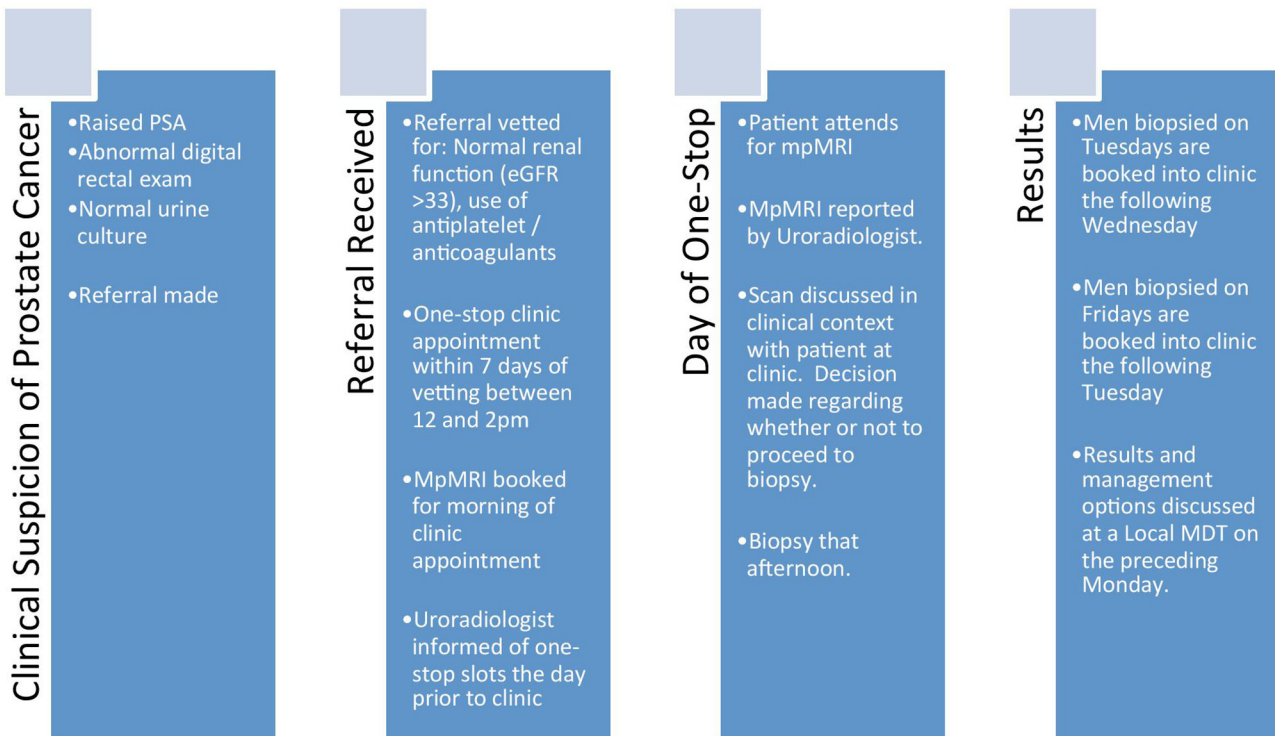 Clinical Suspicion of Prostate Cancer
•Raised PSA
•Abnormal digital
rectal exam
•Normal urine
culture
•Referral made
Referral Received
•Referral vetted
for: Normal renal
function (eGFR
>33), use of
antiplatelet /
anticoagulants
•One-stop clinic
appointment
within 7 days of
vetting between
12 and 2pm
•MpMRI booked
for morning of
clinic
appointment
•Uroradiologist
informed of one-
stop slots the day
prior to clinic
Day of One-Stop
•Patient attends
for mpMRI
•MpMRI reported
by Uroradiologist.
•Scan discussed in
clinical context
with patient at
clinic.  Decision
made regarding
whether or not to
proceed to
biopsy.
•Biopsy that
afternoon.
Results
•Men biopsied on
Tuesdays are
booked into clinic
the following
Wednesday
•Men biopsied on
Fridays are
booked into clinic
the following
Tuesday
•Results and
management
options discussed
at a Local MDT on
the preceding
Monday.